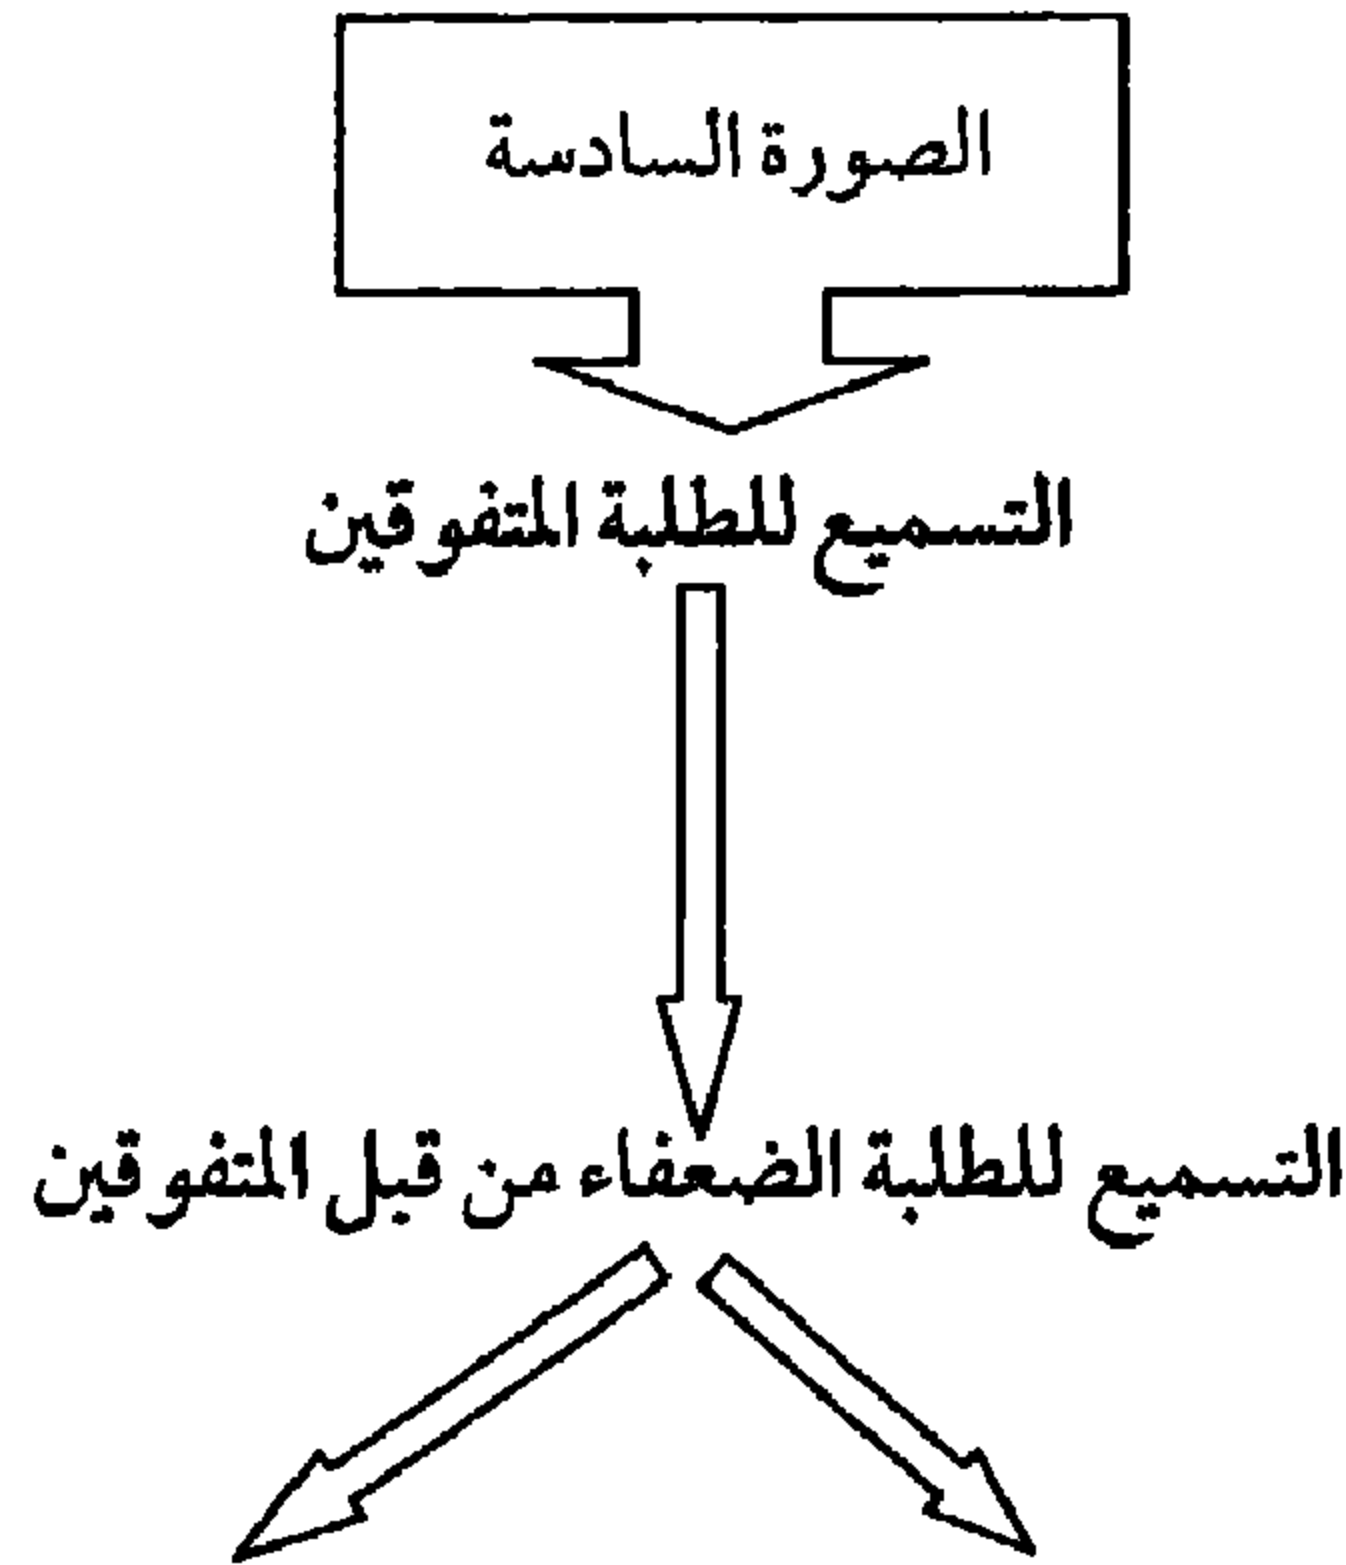 الصورة السادسة
التسميع للطلبة المتفوقين
التسميع للطلبة الضعفاء من قبل المتفوقين